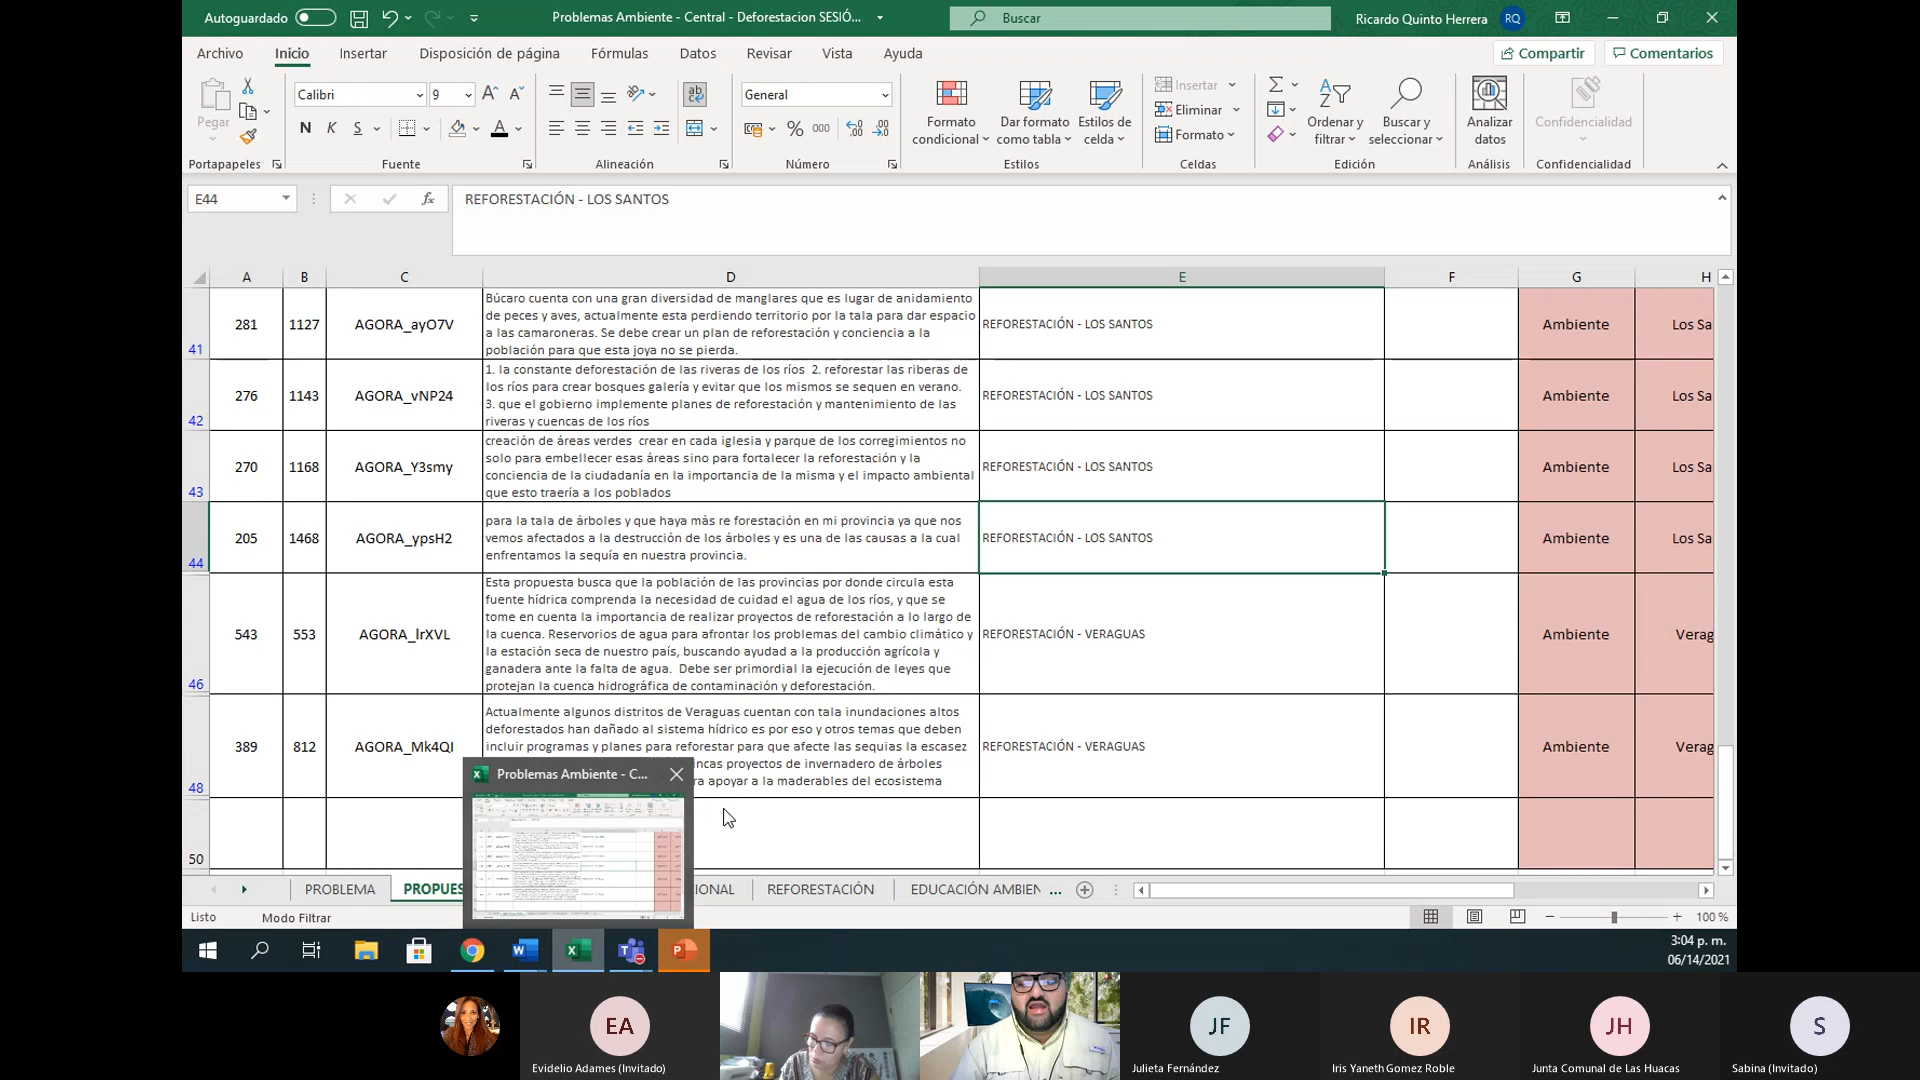 Autoguardado
Problemas Ambiente - Central - Deforestacion SESIÓ...
Buscar
Ricardo Quinto Herrera
RQ
Archivo Inicio Insertar Disposición de página Fórmulas Datos Revisar Vista Ayuda
Compartir Comentarios
Pegar
Calibri 9
N K S
General
% 000
Formato condicional
Dar formato como tabla
Estilos de celda
Insertar
Eliminar
Formato
Ordenar y filtrar
Buscar y seleccionar
Analizar datos
Confidencialidad
Portapapeles Fuente Alineación Número Estilos Celdas Edición Análisis Confidencialidad
E44
fx
REFORESTACIÓN - LOS SANTOS
A B C D E F G H
41 281 1127 AGORA_ayO7V
Búcaro cuenta con una gran diversidad de manglares que es lugar de anidamiento
de peces y aves, actualmente esta perdiendo territorio por la tala para dar espacio
a las camaroneras. Se debe crear un plan de reforestación y conciencia a la
población para que esta joya no se pierda.
REFORESTACIÓN - LOS SANTOS Ambiente Los Sa
42 276 1143 AGORA_vNP24
1. la constante deforestación de las riveras de los ríos 2. reforestar las riberas de
los ríos para crear bosques galería y evitar que los mismos se sequen en verano.
3. que el gobierno implemente planes de reforestación y mantenimiento de las
riveras y cuencas de los ríos
REFORESTACIÓN - LOS SANTOS Ambiente Los Sa
43 270 1168 AGORA_Y3smy
creación de áreas verdes crear en cada iglesia y parque de los corregimientos no
solo para embellecer esas áreas sino para fortalecer la reforestación y la
conciencia de la ciudadanía en la importancia de la misma y el impacto ambiental
que esto traería a los poblados
REFORESTACIÓN - LOS SANTOS Ambiente Los Sa
44 205 1468 AGORA_ypsH2
para la tala de árboles y que haya más re forestación en mi provincia ya que nos
vemos afectados a la destrucción de los árboles y es una de las causas a la cual
enfrentamos la sequía en nuestra provincia.
REFORESTACIÓN - LOS SANTOS Ambiente Los Sa
46 543 553 AGORA_lrXVL
Esta propuesta busca que la población de las provincias por donde circula esta
fuente hídrica comprenda la necesidad de cuidad el agua de los ríos, y que se
tome en cuenta la importancia de realizar proyectos de reforestación a lo largo de
la cuenca. Reservorios de agua para afrontar los problemas del cambio climático y
la estación seca de nuestro país, buscando ayudad a la producción agrícola y
ganadera ante la falta de agua. Debe ser primordial la ejecución de leyes que
protejan la cuenca hidrográfica de contaminación y deforestación.
REFORESTACIÓN - VERAGUAS Ambiente Verag
48 389 812 AGORA_Mk4QI
Actualmente algunos distritos de Veraguas cuentan con tala inundaciones altos
deforestados han dañado al sistema hídrico es por eso y otros temas que deben
incluir programas y planes para reforestar para que afecte las sequias la escasez
ncas proyectos de invernadero de árboles
ra apoyar a la maderables del ecosistema
REFORESTACIÓN - VERAGUAS Ambiente Verag
50
Problemas Ambiente - C...
PROBLEMA PROPUES IONAL REFORESTACIÓN EDUCACIÓN AMBIEN ...
Listo Modo Filtrar 100 %
3:04 p. m.
06/14/2021
EA JF IR JH S
Evidelio Adames (Invitado) Julieta Fernández Iris Yaneth Gomez Roble Junta Comunal de Las Huacas Sabina (Invitado)